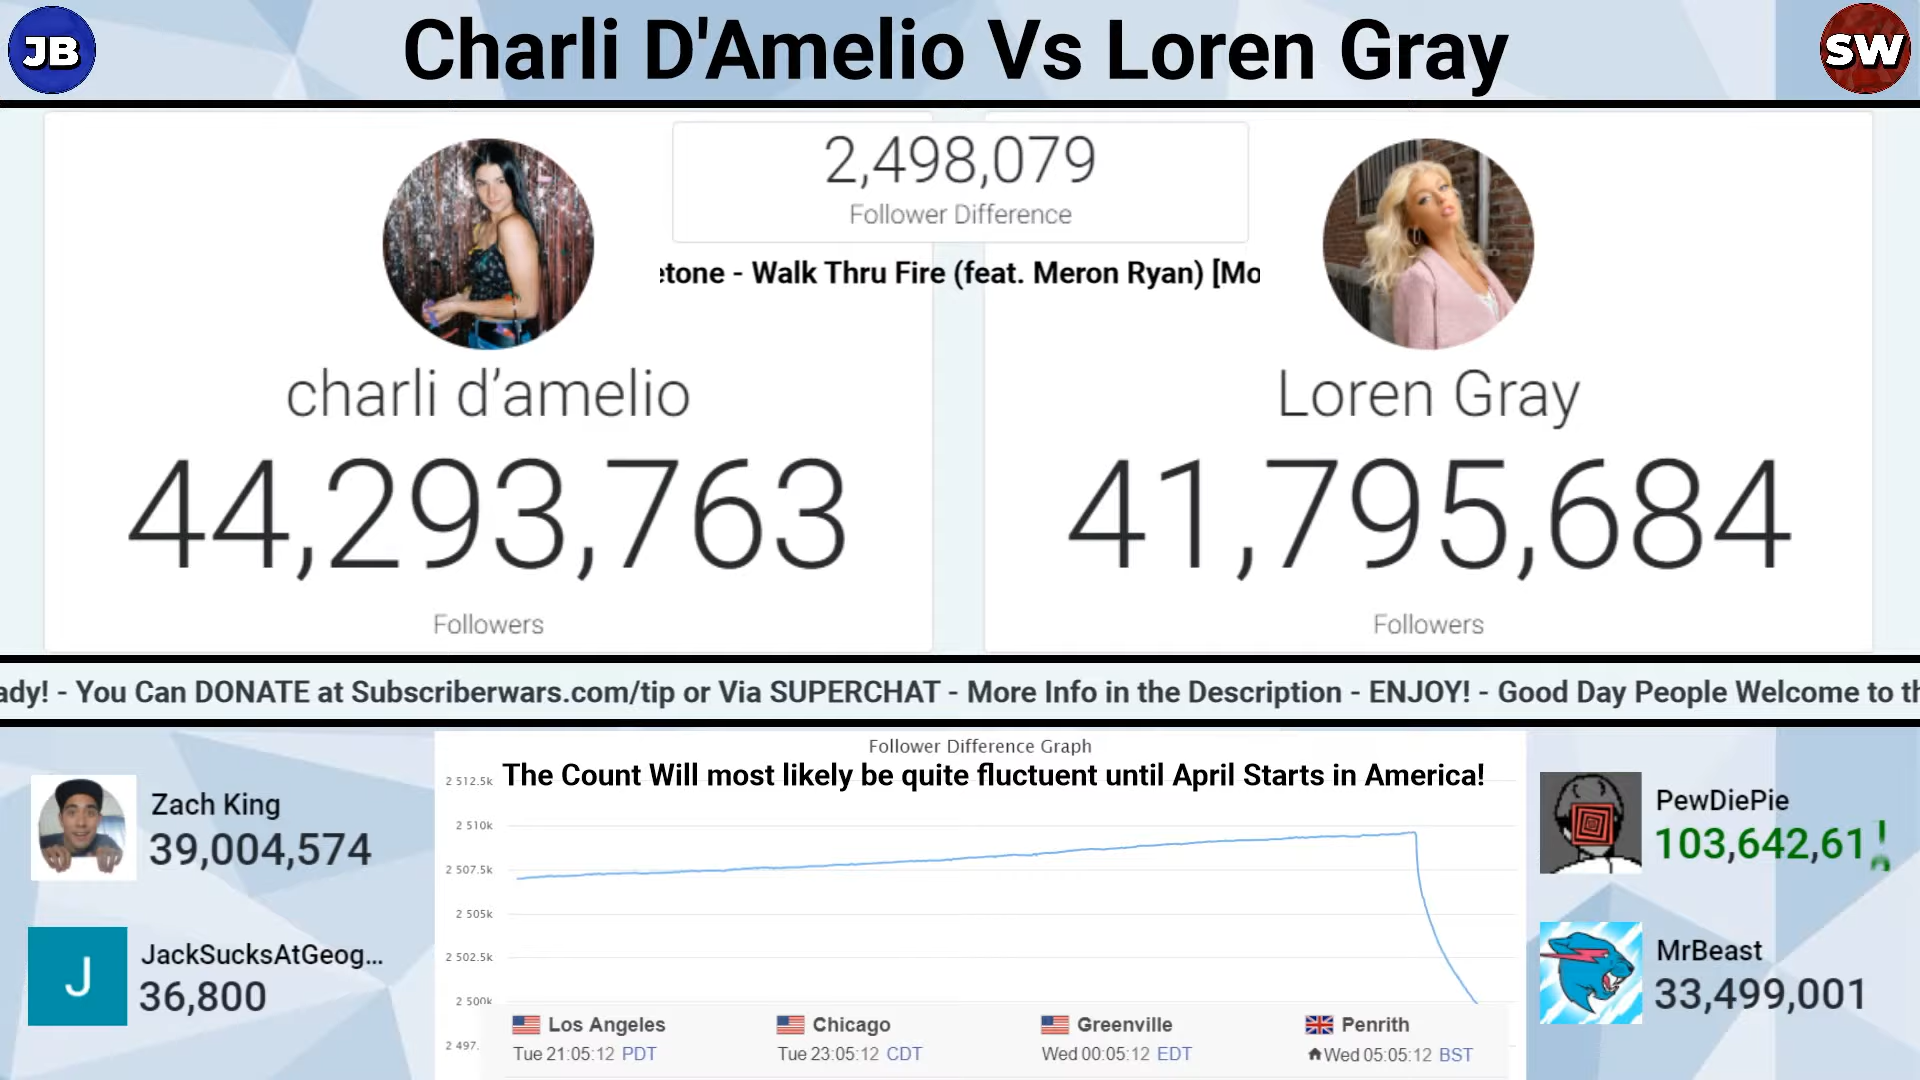 JB
Charli D'Amelio Vs Loren Gray
SW
2,498,079
Follower Difference
etone - Walk Thru Fire (feat. Meron Ryan) [Mo
charli d’amelio
44,293,763
Followers
Loren Gray
41,795,684
Followers
ady! - You Can DONATE at Subscriberwars.com/tip or Via SUPERCHAT - More Info in the Description - ENJOY! - Good Day People Welcome to th
Zach King
39,004,574
J
JackSucksAtGeog...
36,800
Follower Difference Graph
The Count Will most likely be quite fluctuent until April Starts in America!
2 512.5k
2 510k
2 507.5k
2 505k
2 502.5k
2 500k
2 497.
Los Angeles
Tue 21:05:12 PDT
Chicago
Tue 23:05:12 CDT
Greenville
Wed 00:05:12 EDT
Penrith
Wed 05:05:12 BST
PewDiePie
103,642,61
MrBeast
33,499,001